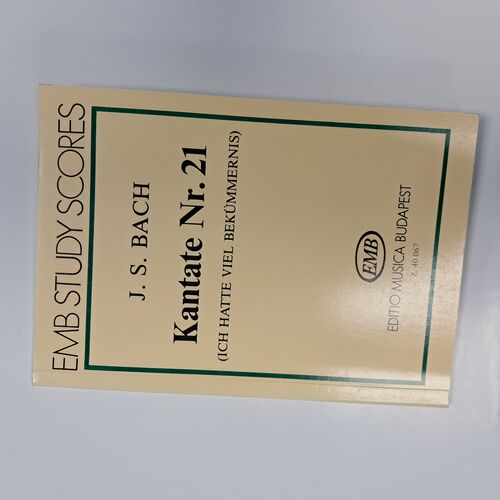 EMB STUDY SCORES
J. S. BACH
Kantate Nr. 21
(ICH HATTE VIEL BEKÜMMERNIS)
EMB
EDITIO MUSICA BUDAPEST
Z. 40 067